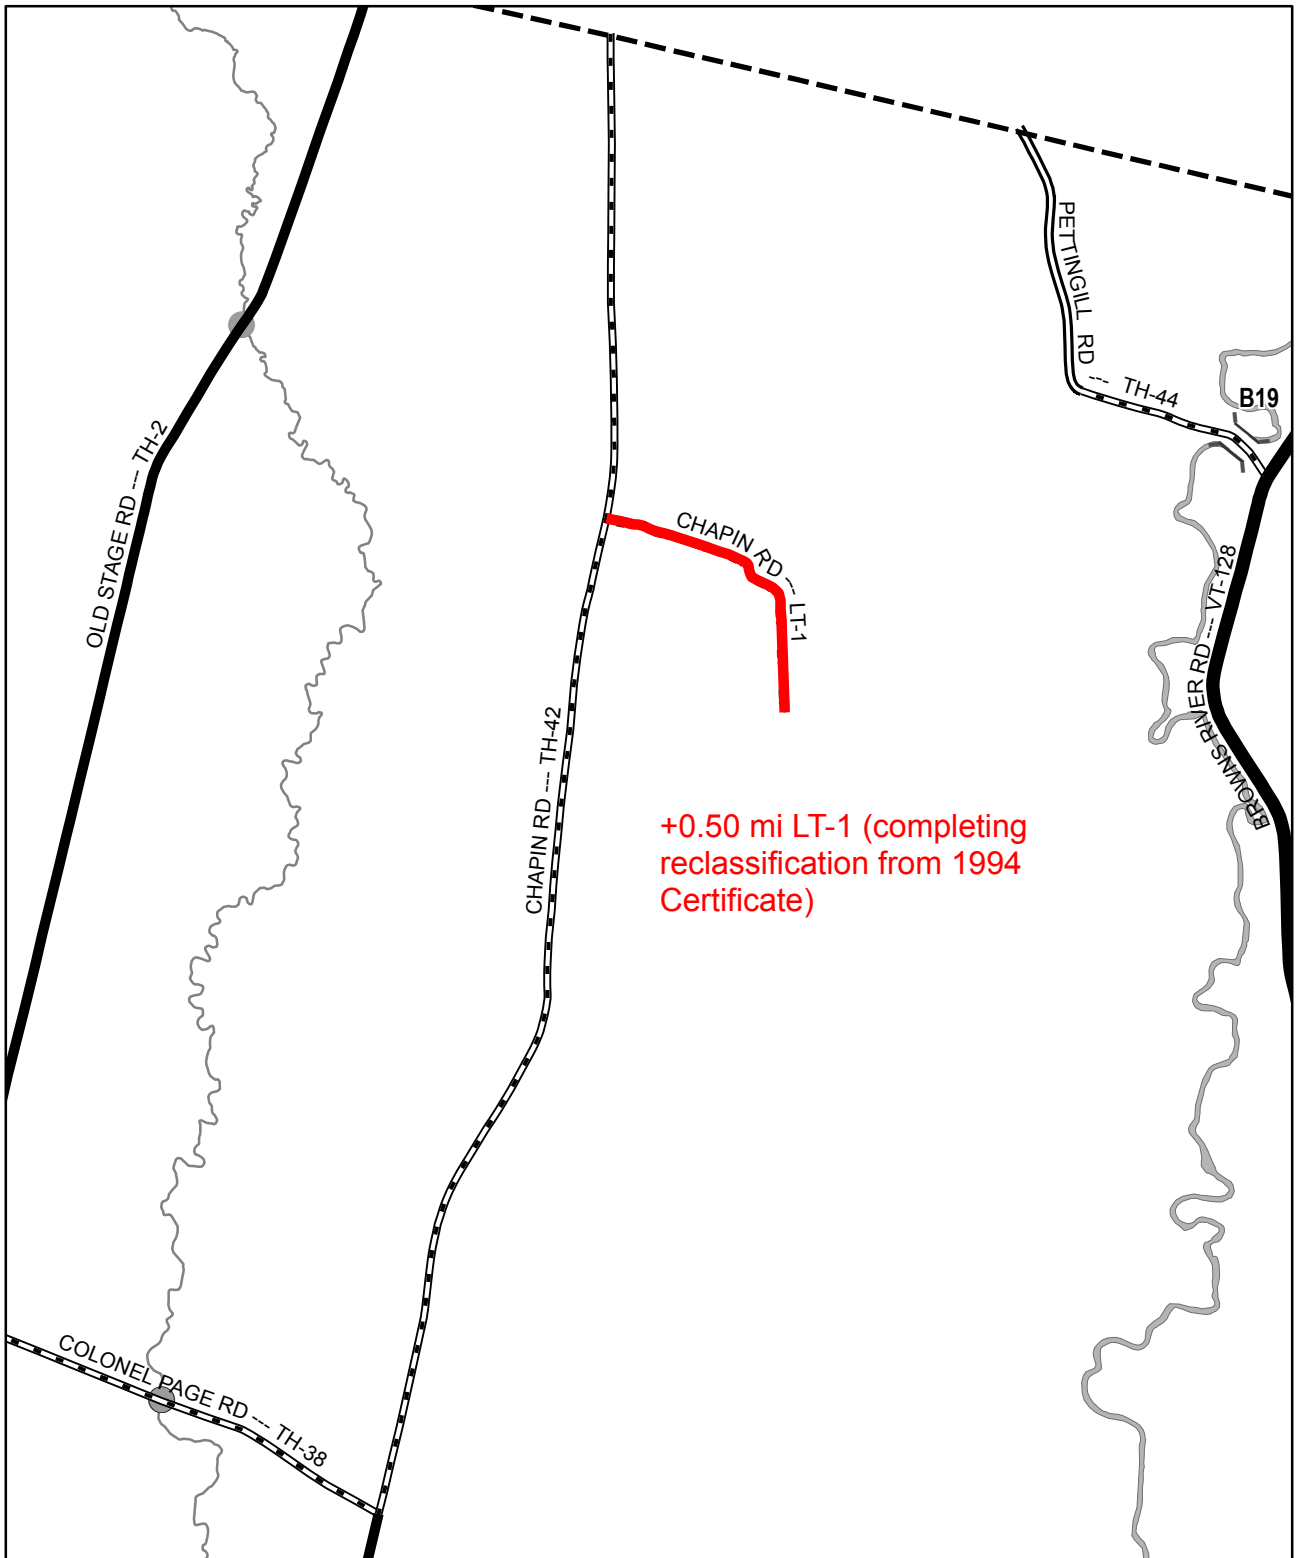 PETTINGILL RD --- TH-44
B19
OLD STAGE RD --- TH-2
CHAPIN RD --- LT-1
BROWNS RIVER RD --- VT-128
CHAPIN RD --- TH-42
+0.50 mi LT-1 (completing
reclassification from 1994
Certificate)
COLONEL PAGE RD --- TH-38